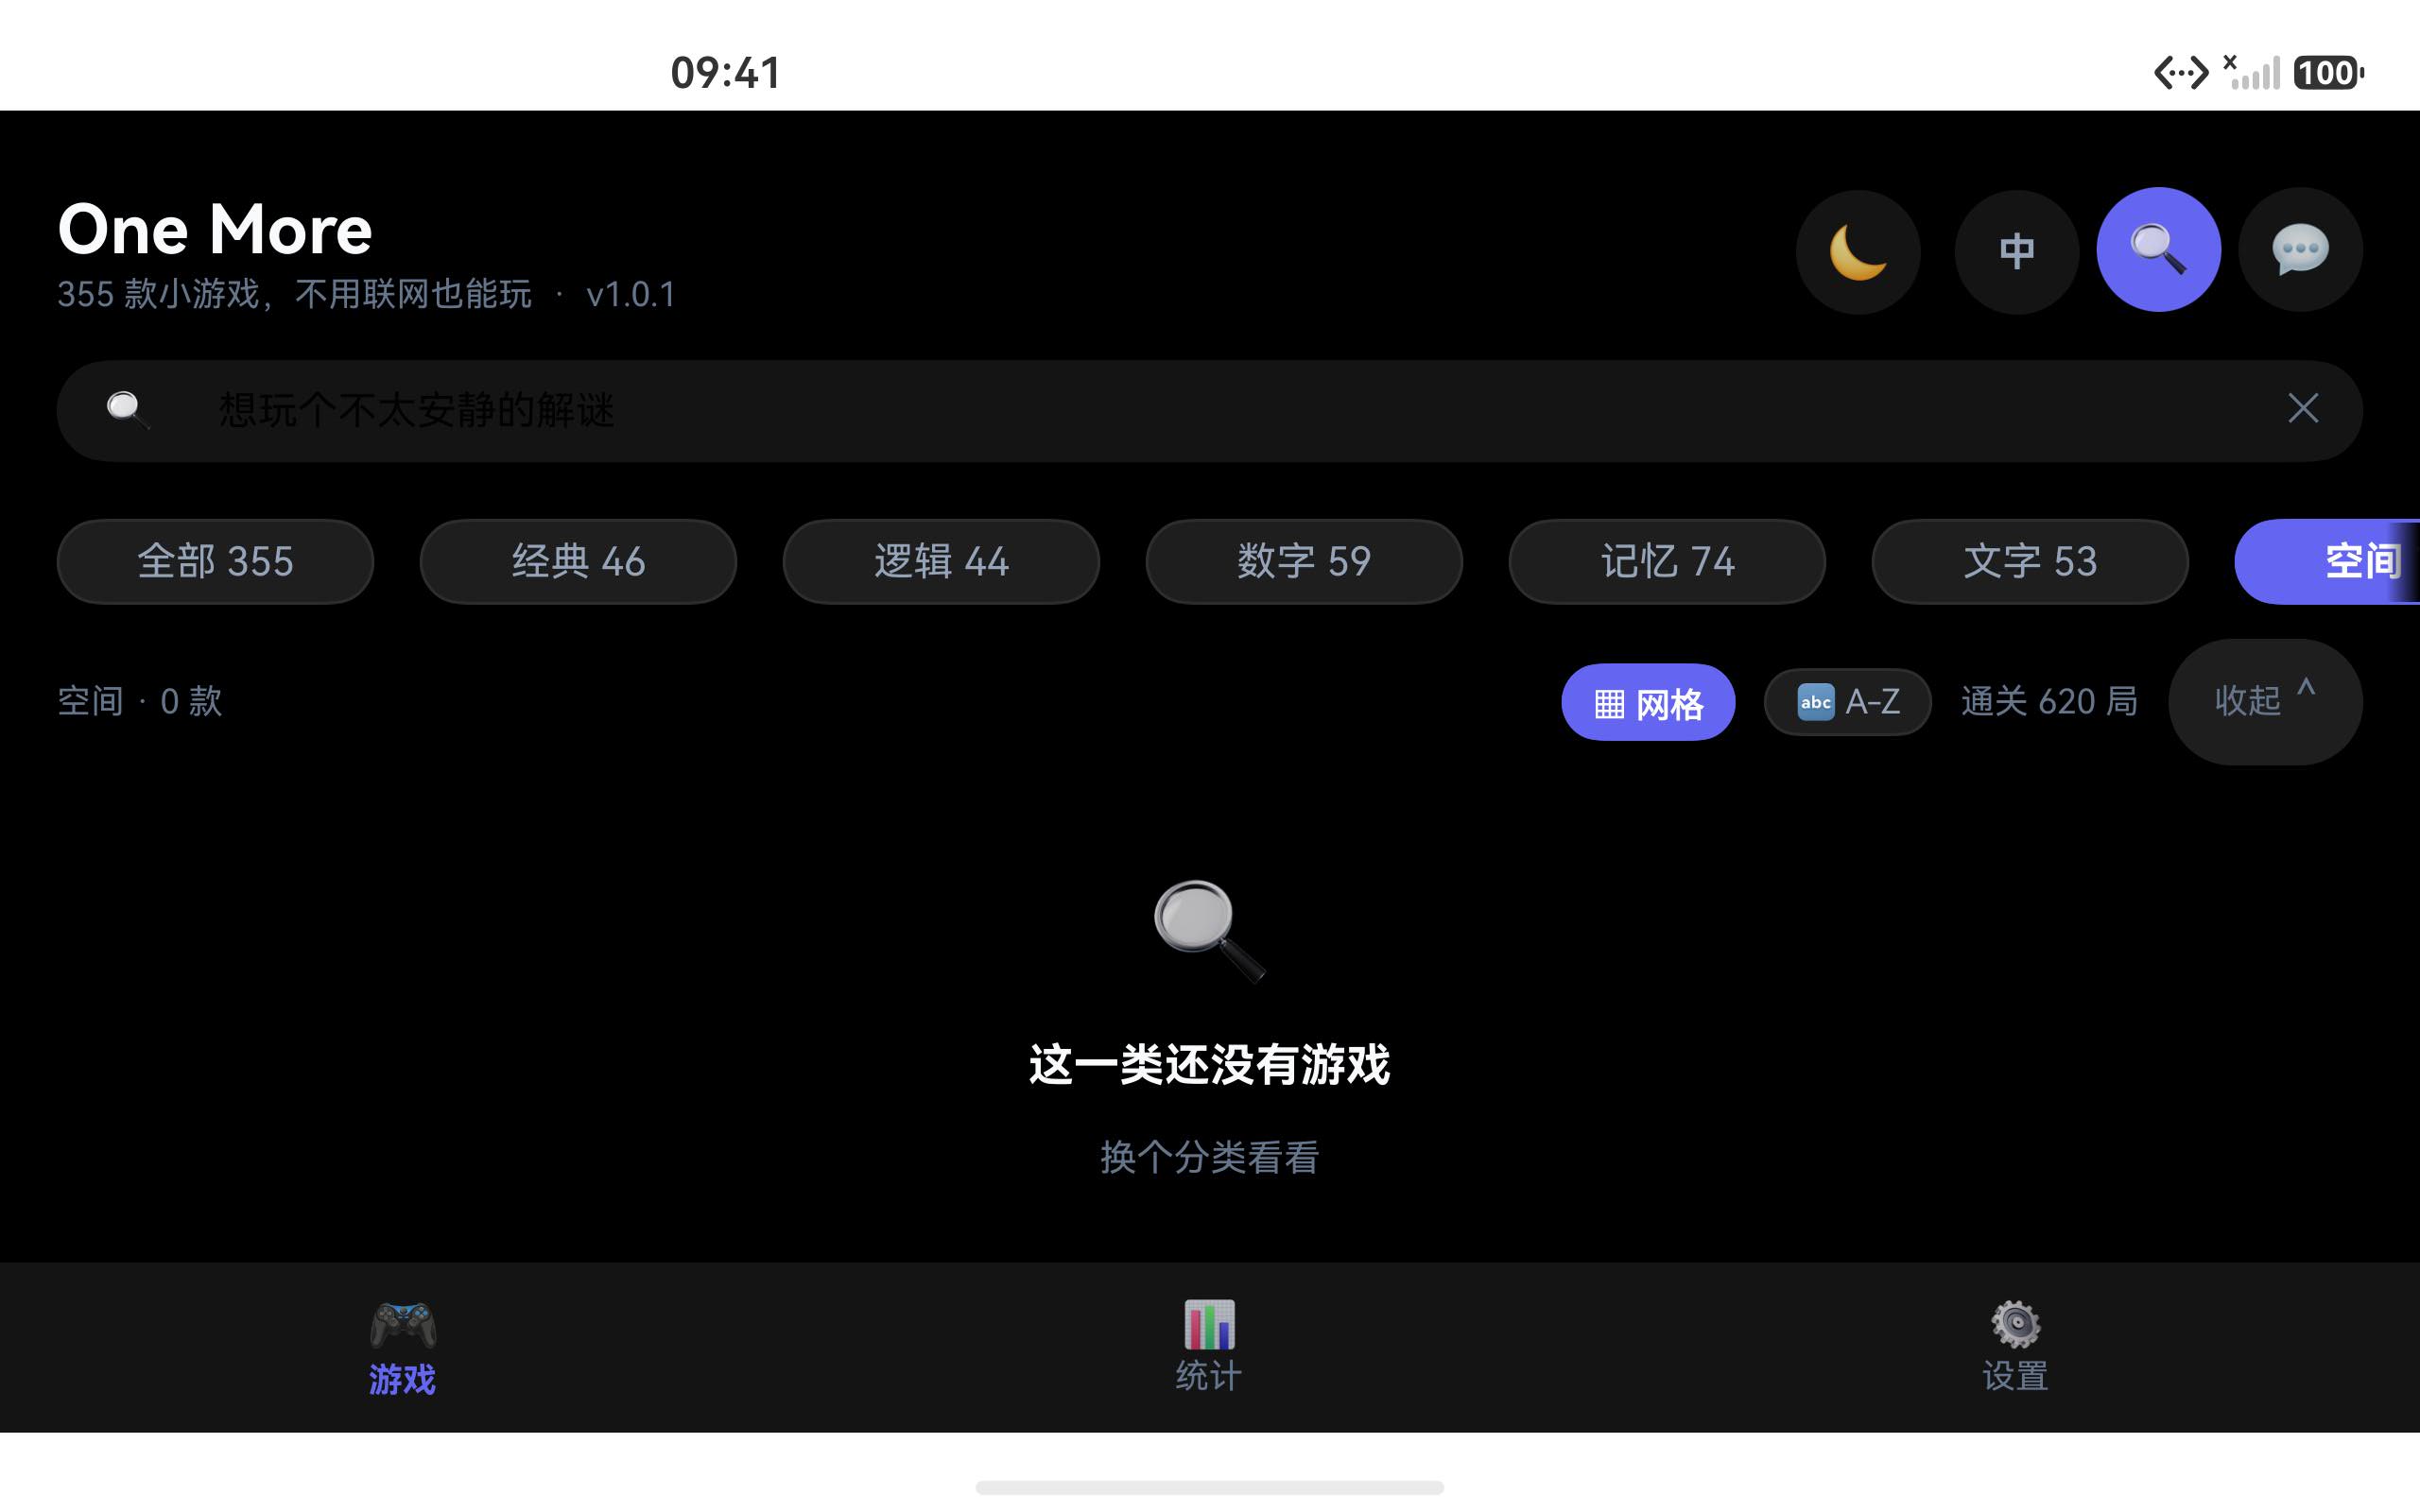 09:41
100
One More
355 款小游戏，不用联网也能玩 · v1.0.1
中
想玩个不太安静的解谜
全部 355
经典 46
逻辑 44
数字 59
记忆 74
文字 53
空间
空间 · 0 款
网格
abc A-Z
通关 620 局
收起 ^
这一类还没有游戏
换个分类看看
游戏
统计
设置